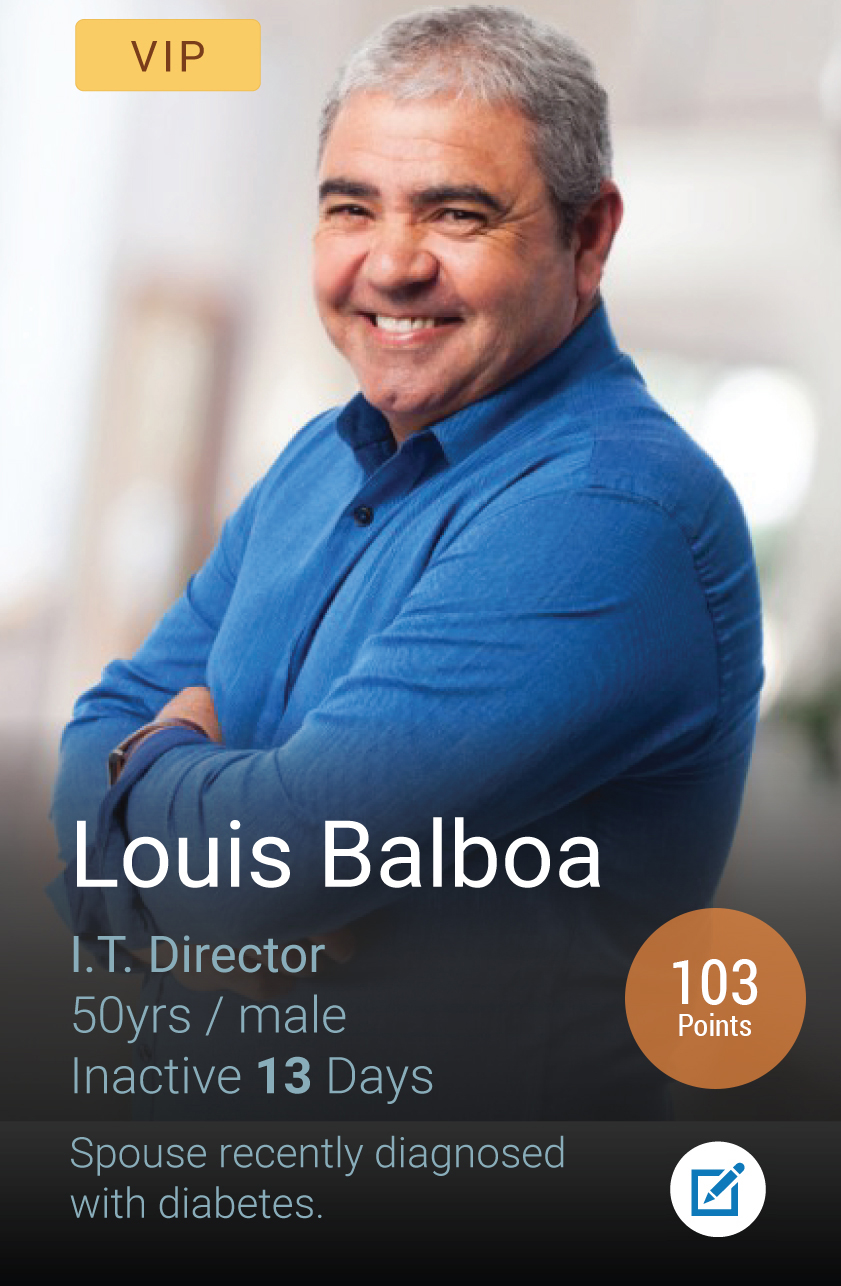 VIP
Louis Balboa
I.T. Director
50yrs / male
Inactive 13 Days
103
Points
Spouse recently diagnosed
with diabetes.